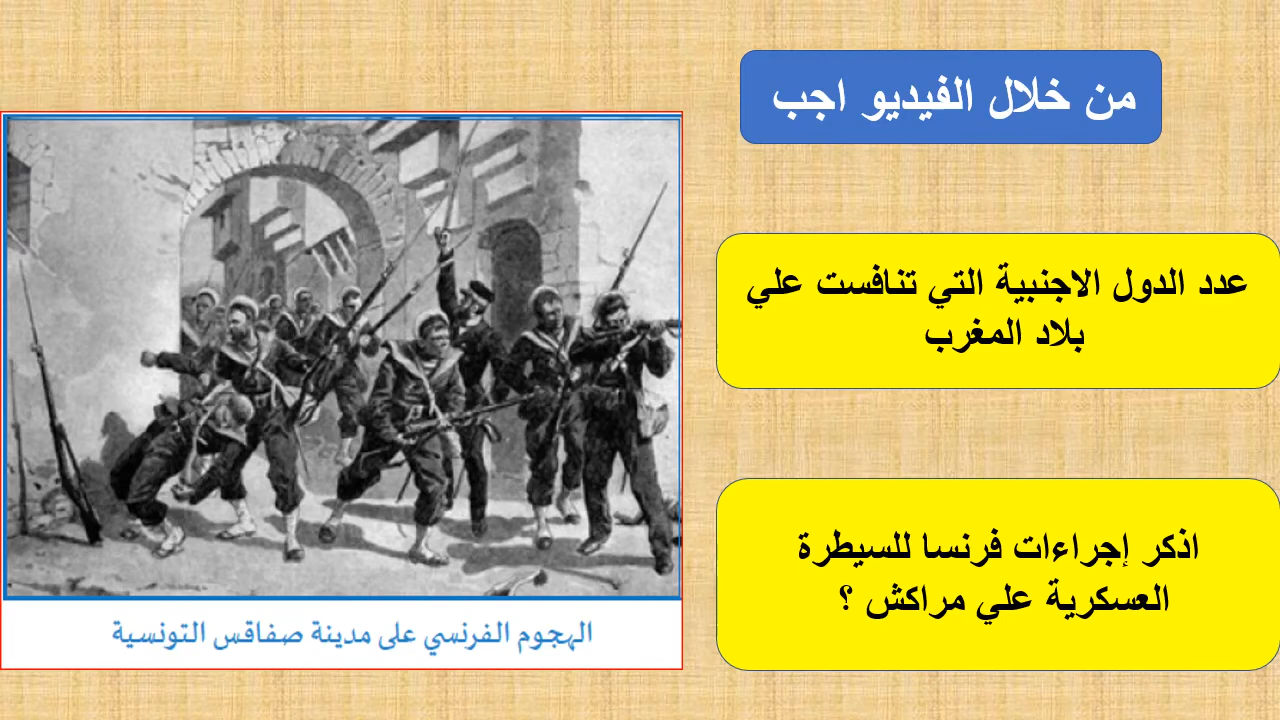 من خلال الفيديو اجب
عدد الدول الاجنبية التي تنافست علي
بلاد المغرب
اذكر إجراءات فرنسا للسيطرة
العسكرية علي مراكش ؟
الهجوم الفرنسي على مدينة صفاقس التونسية